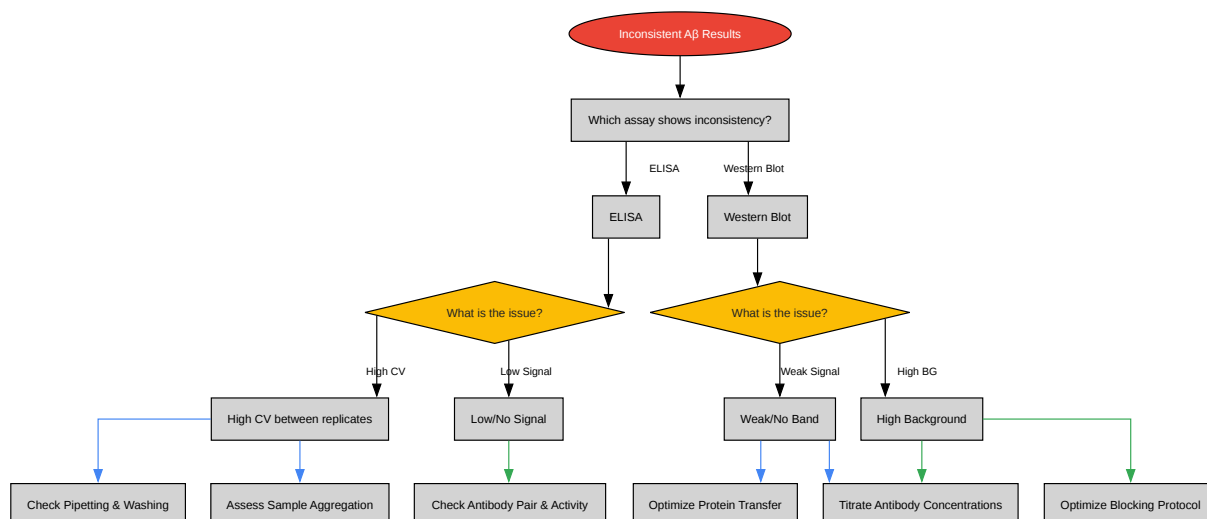 Inconsistent Aβ Results
Which assay shows inconsistency?
ELISA
Western Blot
ELISA
Western Blot
What is the issue?
What is the issue?
High CV
Low Signal
Weak Signal
High BG
High CV between replicates
Low/No Signal
Weak/No Band
High Background
Check Pipetting & Washing
Assess Sample Aggregation
Check Antibody Pair & Activity
Optimize Protein Transfer
Titrate Antibody Concentrations
Optimize Blocking Protocol